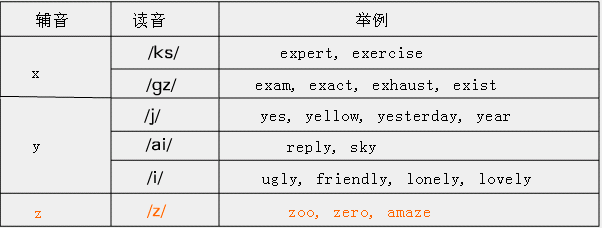 辅音 读音 举例
x /ks/ expert, exercise
/gz/ exam, exact, exhaust, exist
y /j/ yes, yellow, yesterday, year
/ai/ reply, sky
/i/ ugly, friendly, lonely, lovely
z /z/ zoo, zero, amaze